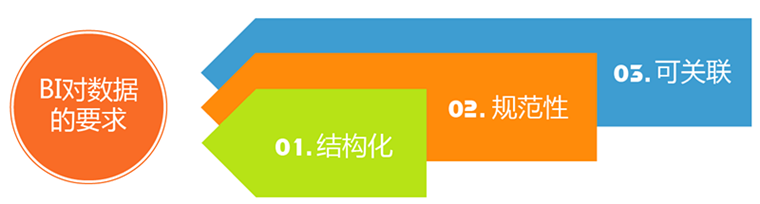 BI对数据
的要求
01. 结构化
02. 规范性
03. 可关联